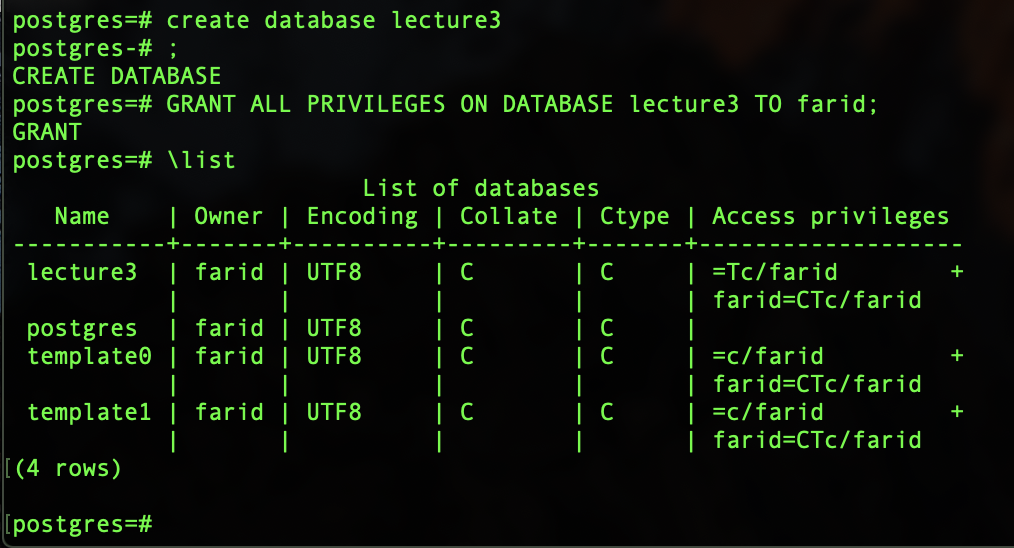 postgres=# create database lecture3
postgres-# ;
CREATE DATABASE
postgres=# GRANT ALL PRIVILEGES ON DATABASE lecture3 TO farid;
GRANT
postgres=# \list
                         List of databases
   Name    | Owner | Encoding | Collate | Ctype | Access privileges
-----------+-------+----------+---------+-------+-------------------
 lecture3  | farid | UTF8     | C       | C     | =Tc/farid        +
           |       |          |         |       | farid=CTc/farid
 postgres  | farid | UTF8     | C       | C     |
 template0 | farid | UTF8     | C       | C     | =c/farid         +
           |       |          |         |       | farid=CTc/farid
 template1 | farid | UTF8     | C       | C     | =c/farid         +
           |       |          |         |       | farid=CTc/farid
[(4 rows)
[postgres=#